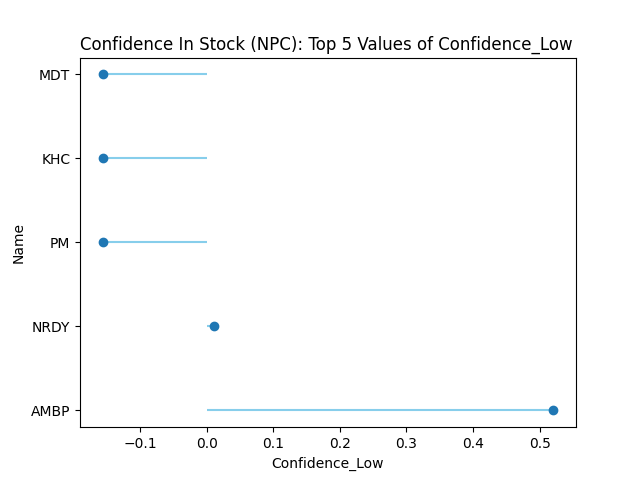 Confidence In Stock (NPC): Top 5 Values of Confidence_Low
MDT
KHC
PM
NRDY
AMBP
Name
−0.1 0.0 0.1 0.2 0.3 0.4 0.5
Confidence_Low